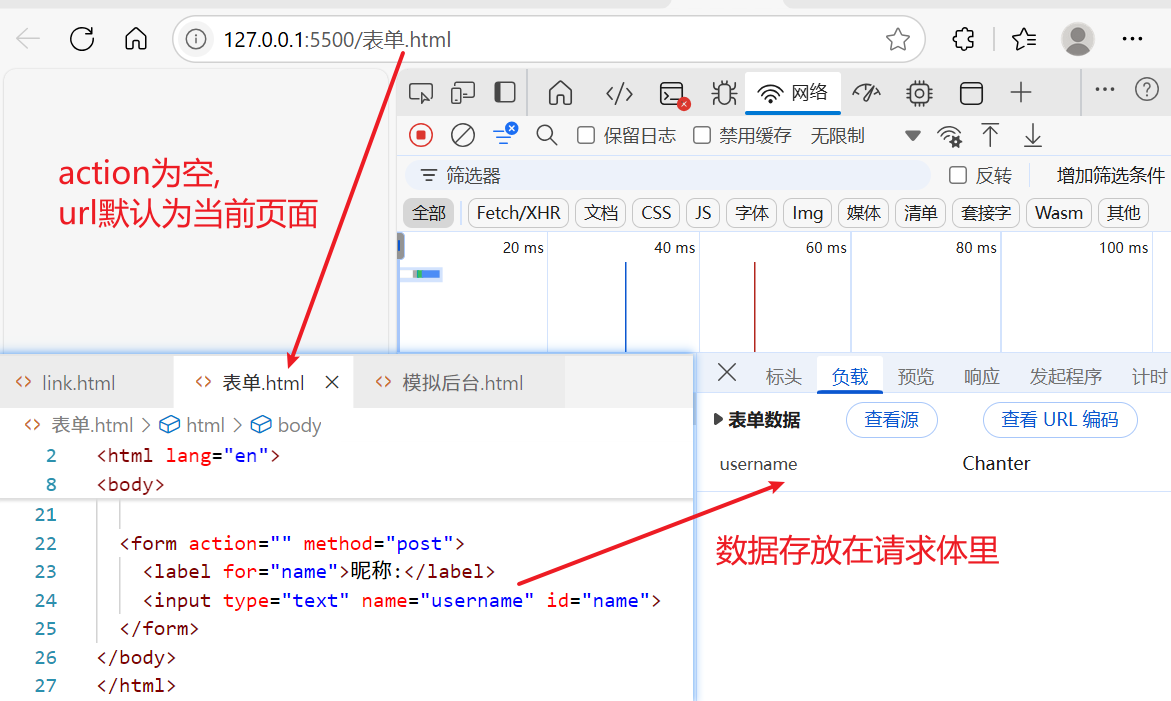 127.0.0.1:5500/表单.html
网络
保留日志 禁用缓存 无限制
筛选器 反转 增加筛选条件
全部 Fetch/XHR 文档 CSS JS 字体 Img 媒体 清单 套接字 Wasm 其他
20 ms 40 ms 60 ms 80 ms 100 ms
action为空,
url默认为当前页面
link.html 表单.html 模拟后台.html
表单.html > html > body
2 <html lang="en">
8 <body>
21
22 <form action="" method="post">
23 <label for="name">昵称:</label>
24 <input type="text" name="username" id="name">
25 </form>
26 </body>
27 </html>
标头 负载 预览 响应 发起程序 计时
表单数据 查看源 查看 URL 编码
username Chanter
数据存放在请求体里